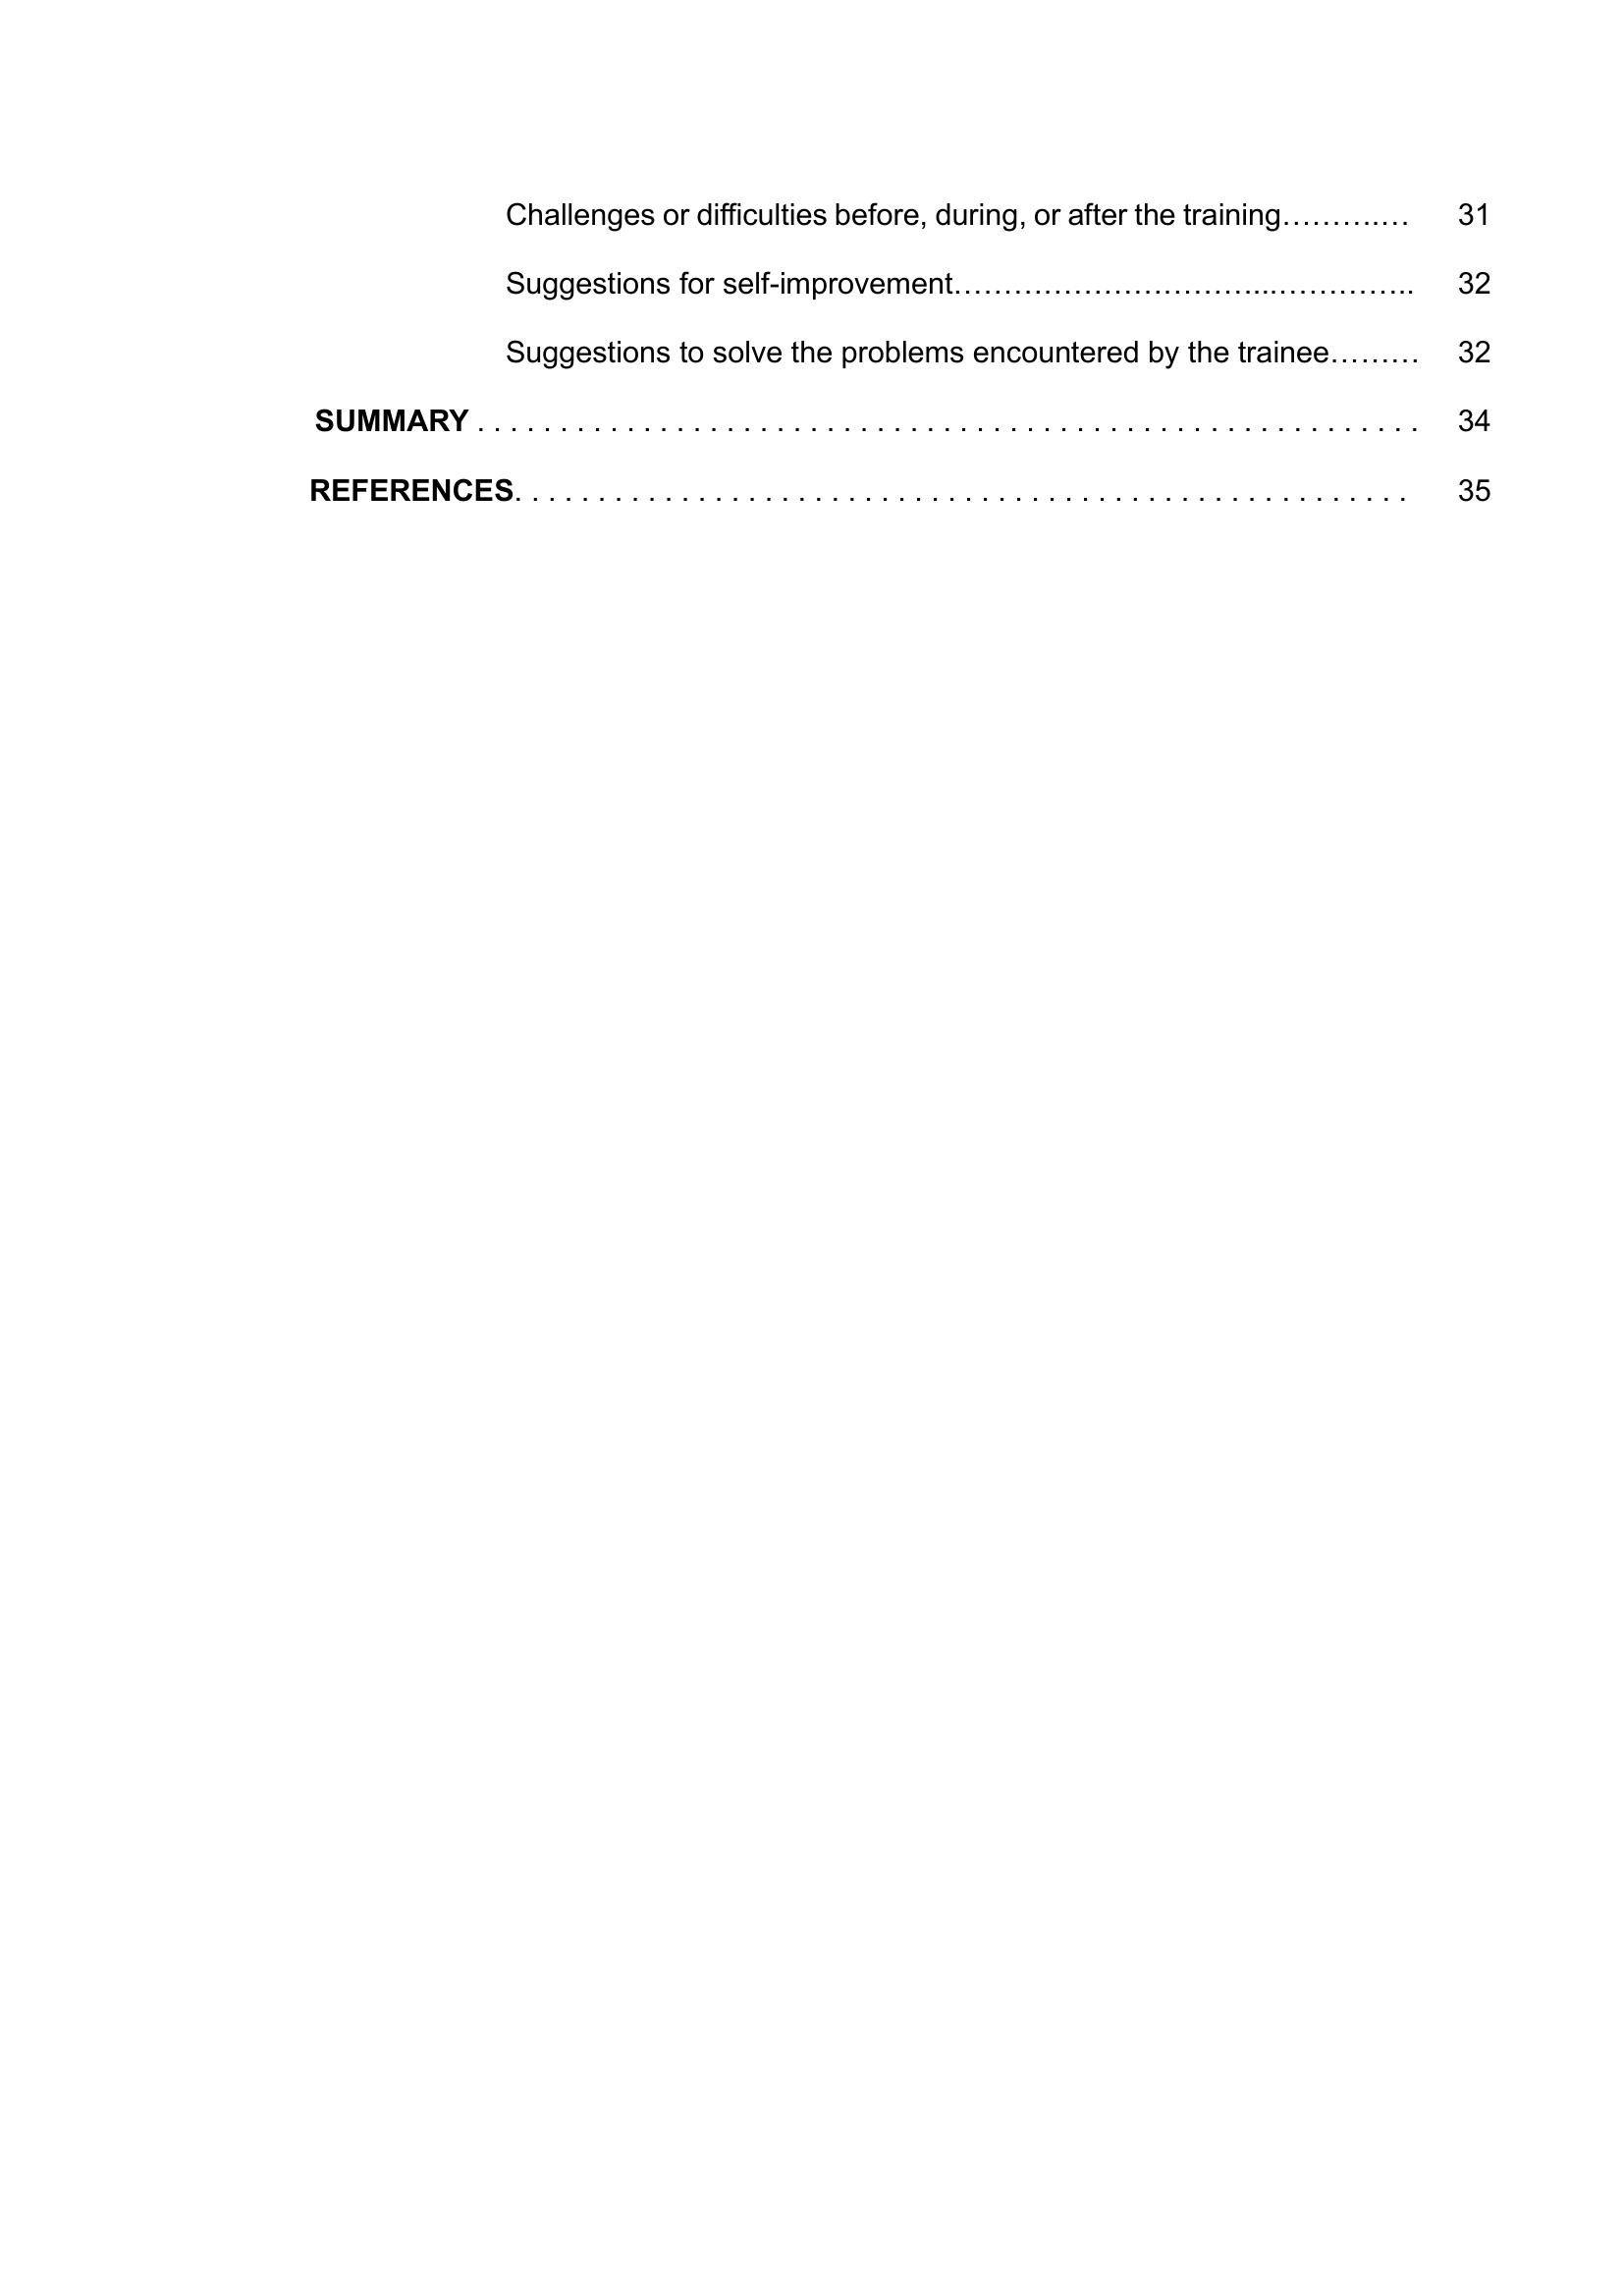 Challenges or difficulties before, during, or after the training……….… 31
Suggestions for self-improvement…………………………...………….. 32
Suggestions to solve the problems encountered by the trainee……… 32
SUMMARY . . . . . . . . . . . . . . . . . . . . . . . . . . . . . . . . . . . . . . . . . . . . . . . . . . . . . . . . . 34
REFERENCES. . . . . . . . . . . . . . . . . . . . . . . . . . . . . . . . . . . . . . . . . . . . . . . . . . . . . . 35